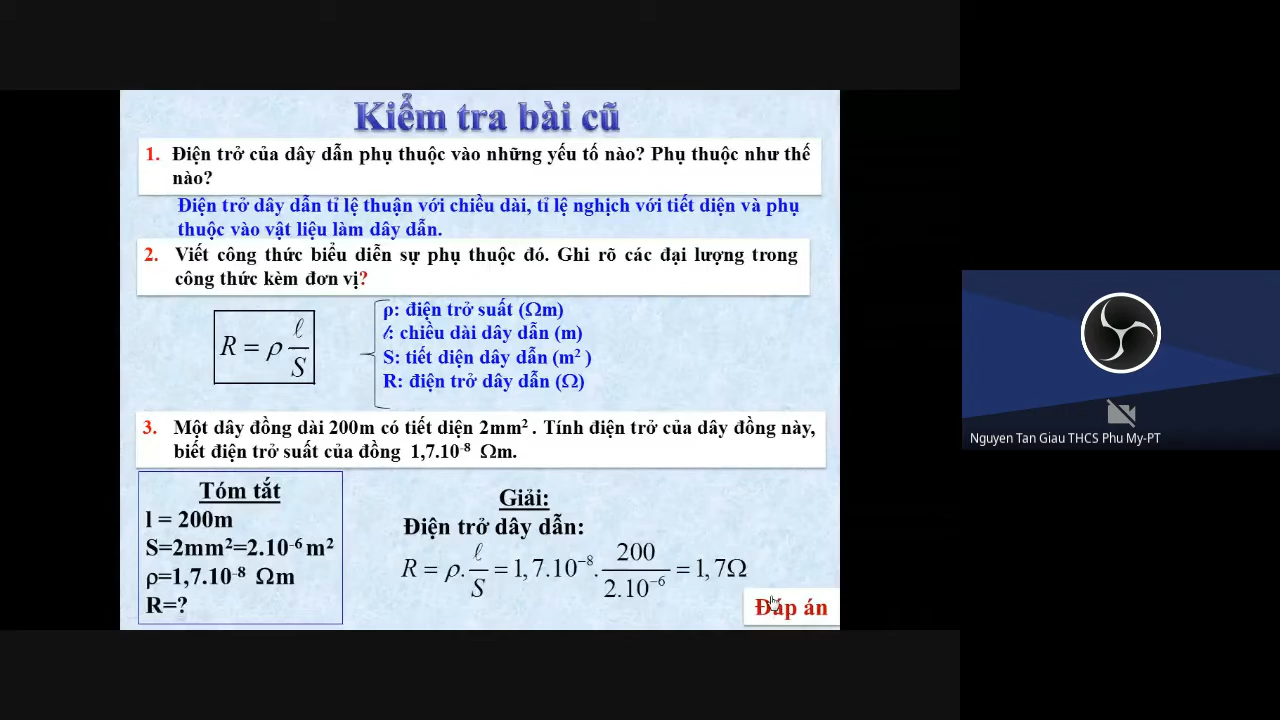 Kiểm tra bài cũ
1. Điện trở của dây dẫn phụ thuộc vào những yếu tố nào? Phụ thuộc như thế
nào?
Điện trở dây dẫn tỉ lệ thuận với chiều dài, tỉ lệ nghịch với tiết diện và phụ
thuộc vào vật liệu làm dây dẫn.
2. Viết công thức biểu diễn sự phụ thuộc đó. Ghi rõ các đại lượng trong
công thức kèm đơn vị?
R = ρ ℓ/S
ρ: điện trở suất (Ωm)
ℓ: chiều dài dây dẫn (m)
S: tiết diện dây dẫn (m² )
R: điện trở dây dẫn (Ω)
3. Một dây đồng dài 200m có tiết diện 2mm² . Tính điện trở của dây đồng này,
biết điện trở suất của đồng 1,7.10⁻⁸ Ωm.
Tóm tắt
l = 200m
S=2mm²=2.10⁻⁶ m²
ρ=1,7.10⁻⁸ Ωm
R=?
Giải:
Điện trở dây dẫn:
R = ρ. ℓ/S = 1,7.10⁻⁸. 200/2.10⁻⁶ = 1,7Ω
Đáp án
Nguyen Tan Giau THCS Phu My-PT